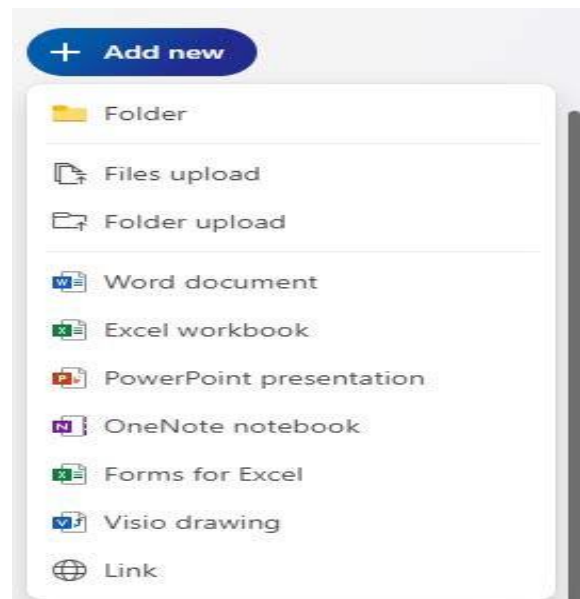 + Add new
Folder
Files upload
Folder upload
Word document
Excel workbook
PowerPoint presentation
OneNote notebook
Forms for Excel
Visio drawing
Link